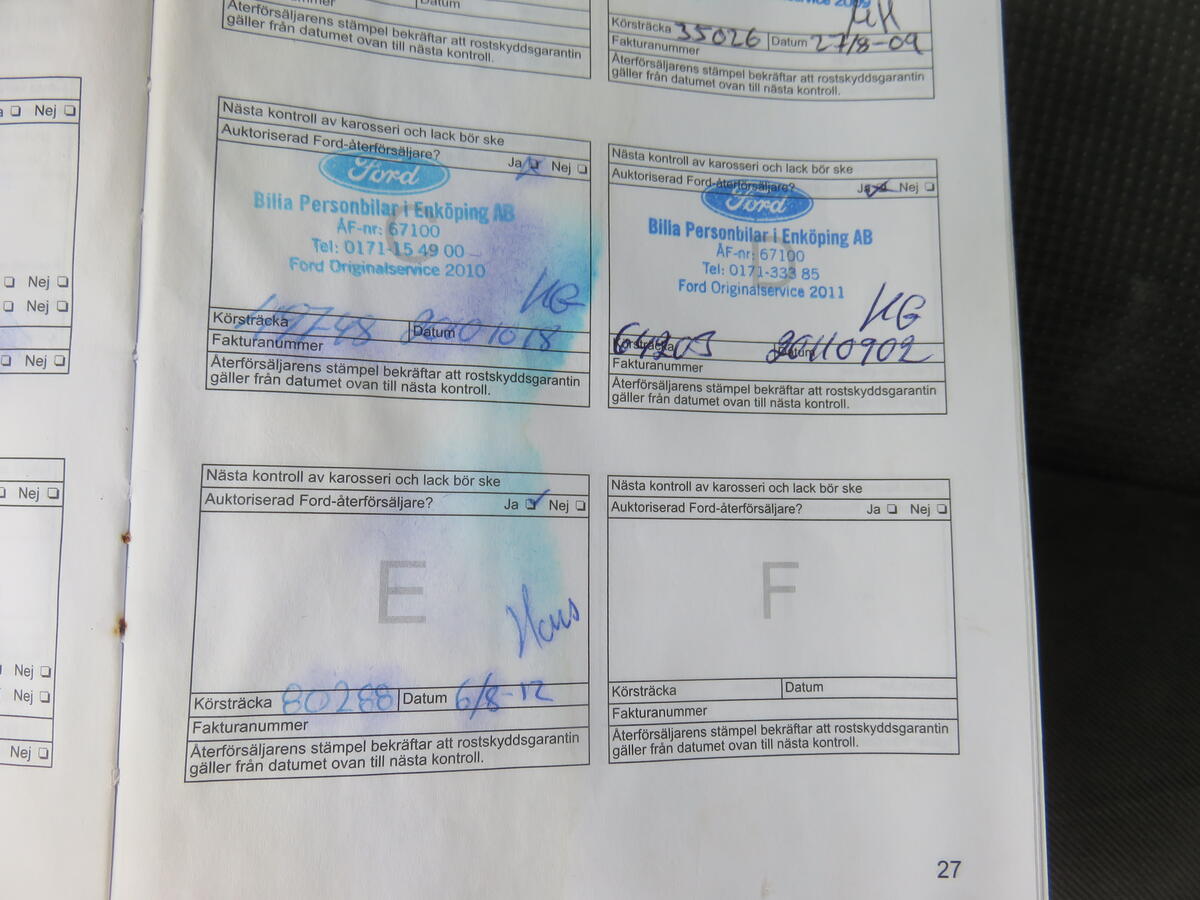 Datum
Återförsäljarens stämpel bekräftar att rostskyddsgarantin
gäller från datumet ovan till nästa kontroll.
Körsträcka 35026 Datum 27/8-09
Fakturanummer
Återförsäljarens stämpel bekräftar att rostskyddsgarantin
gäller från datumet ovan till nästa kontroll.
Nej
Nej
Nej
Nej
Nästa kontroll av karosseri och lack bör ske
Auktoriserad Ford-återförsäljare? Ja Nej
Ford
Bilia Personbilar i Enköping AB
ÅF-nr: 67100
Tel: 0171-15 49 00
Ford Originalservice 2010
C
KG
Körsträcka 49748 Datum
Fakturanummer
Återförsäljarens stämpel bekräftar att rostskyddsgarantin
gäller från datumet ovan till nästa kontroll.
Nästa kontroll av karosseri och lack bör ske
Auktoriserad Ford-återförsäljare? Ja Nej
Ford
Bilia Personbilar i Enköping AB
ÅF-nr: 67100
Tel: 0171-333 85
Ford Originalservice 2011
D
KG
Körsträcka 64203 Datum 20110902
Fakturanummer
Återförsäljarens stämpel bekräftar att rostskyddsgarantin
gäller från datumet ovan till nästa kontroll.
Nej
Nej
Nej
Nej
Nästa kontroll av karosseri och lack bör ske
Auktoriserad Ford-återförsäljare? Ja Nej
E
Hans
Körsträcka 80288 Datum 6/8-12
Fakturanummer
Återförsäljarens stämpel bekräftar att rostskyddsgarantin
gäller från datumet ovan till nästa kontroll.
Nästa kontroll av karosseri och lack bör ske
Auktoriserad Ford-återförsäljare? Ja Nej
F
Körsträcka Datum
Fakturanummer
Återförsäljarens stämpel bekräftar att rostskyddsgarantin
gäller från datumet ovan till nästa kontroll.
27